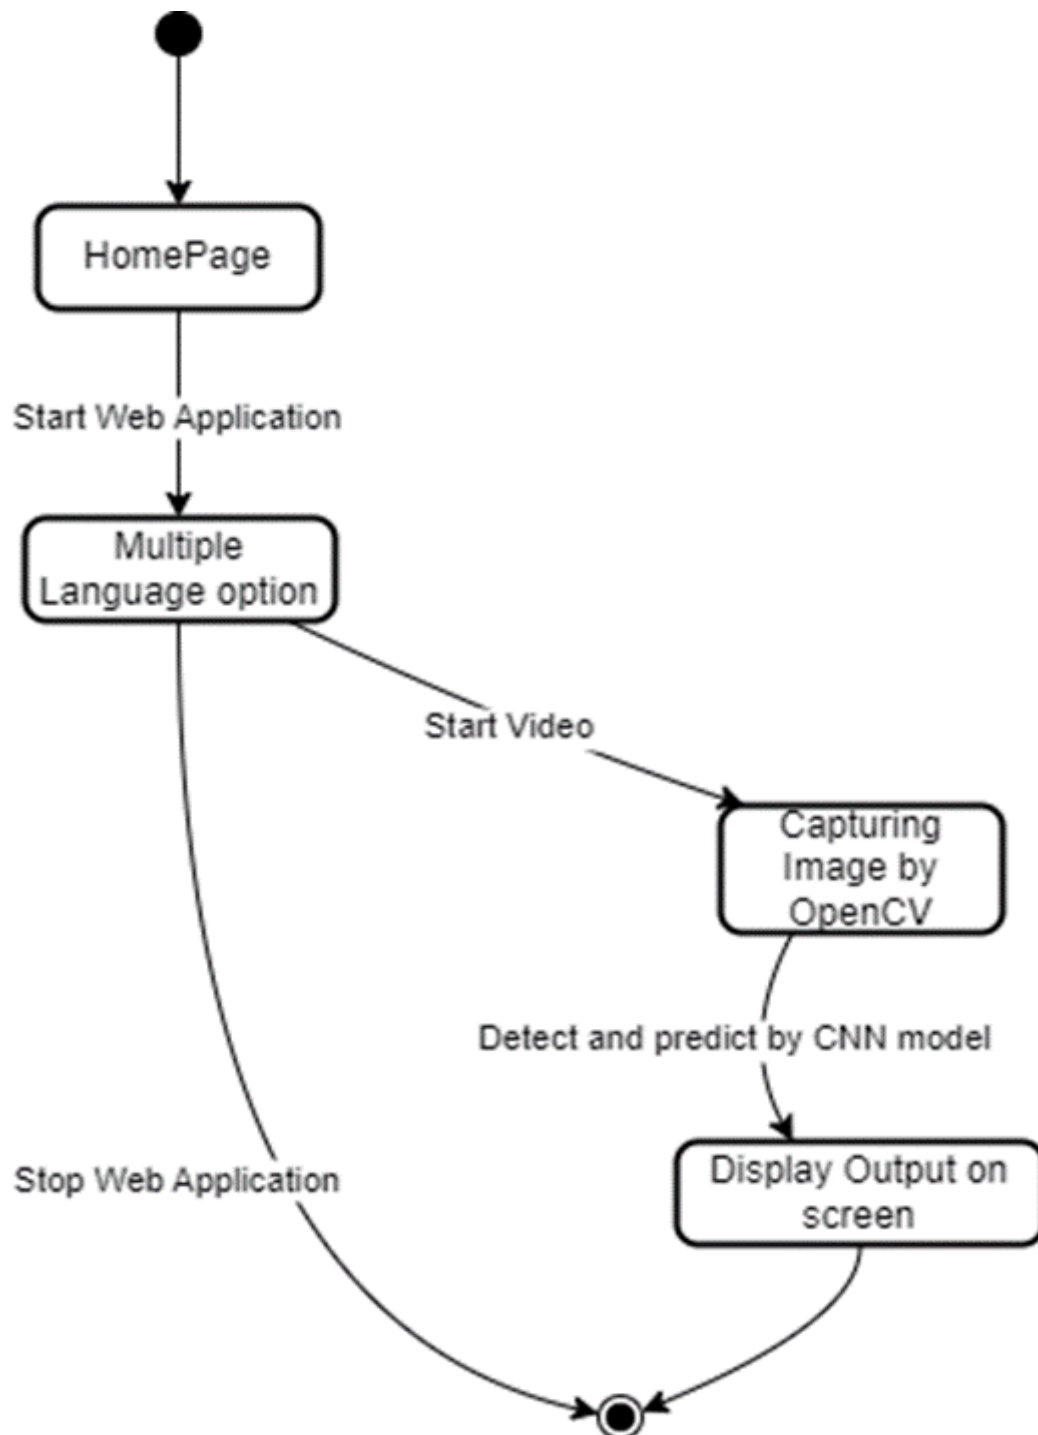 HomePage
Start Web Application
Multiple
Language option
Start Video
Capturing
Image by
OpenCV
Detect and predict by CNN model
Display Output on
screen
Stop Web Application